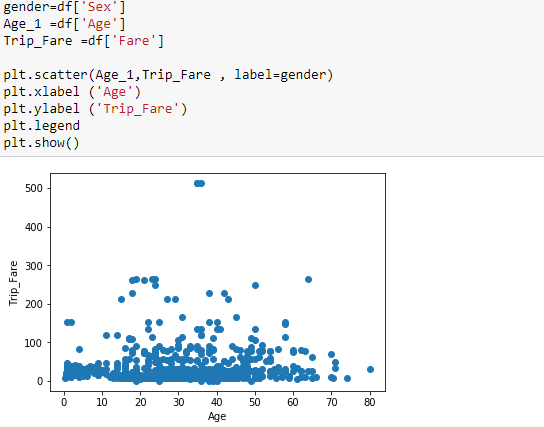 gender=df['Sex']
Age_1 =df['Age']
Trip_Fare =df['Fare']
plt.scatter(Age_1,Trip_Fare , label=gender)
plt.xlabel ('Age')
plt.ylabel ('Trip_Fare')
plt.legend
plt.show()
500
400
300
200
100
0
Trip_Fare
0 10 20 30 40 50 60 70 80
Age